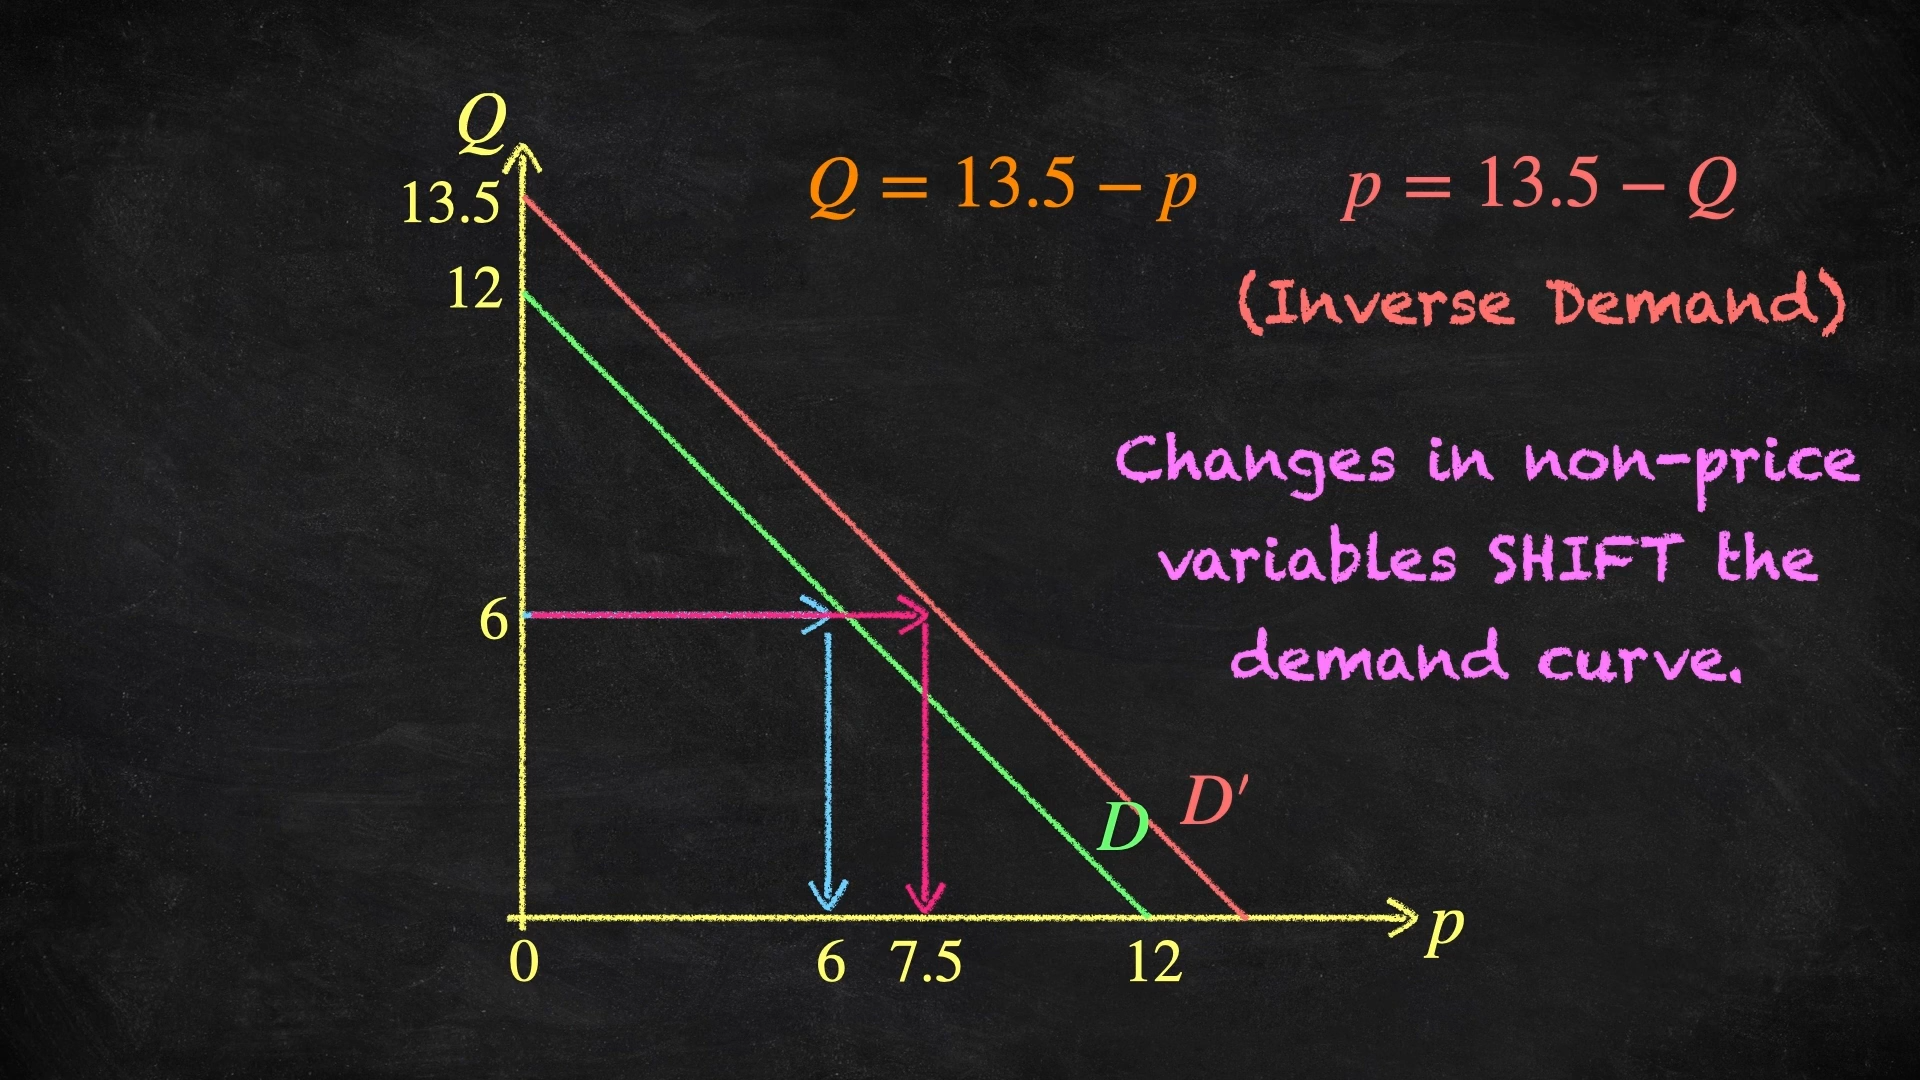 Q
13.5
12
6
0
6
7.5
12
p
D
D′
Q = 13.5 − p
p = 13.5 − Q
(Inverse Demand)
Changes in non-price
variables SHIFT the
demand curve.